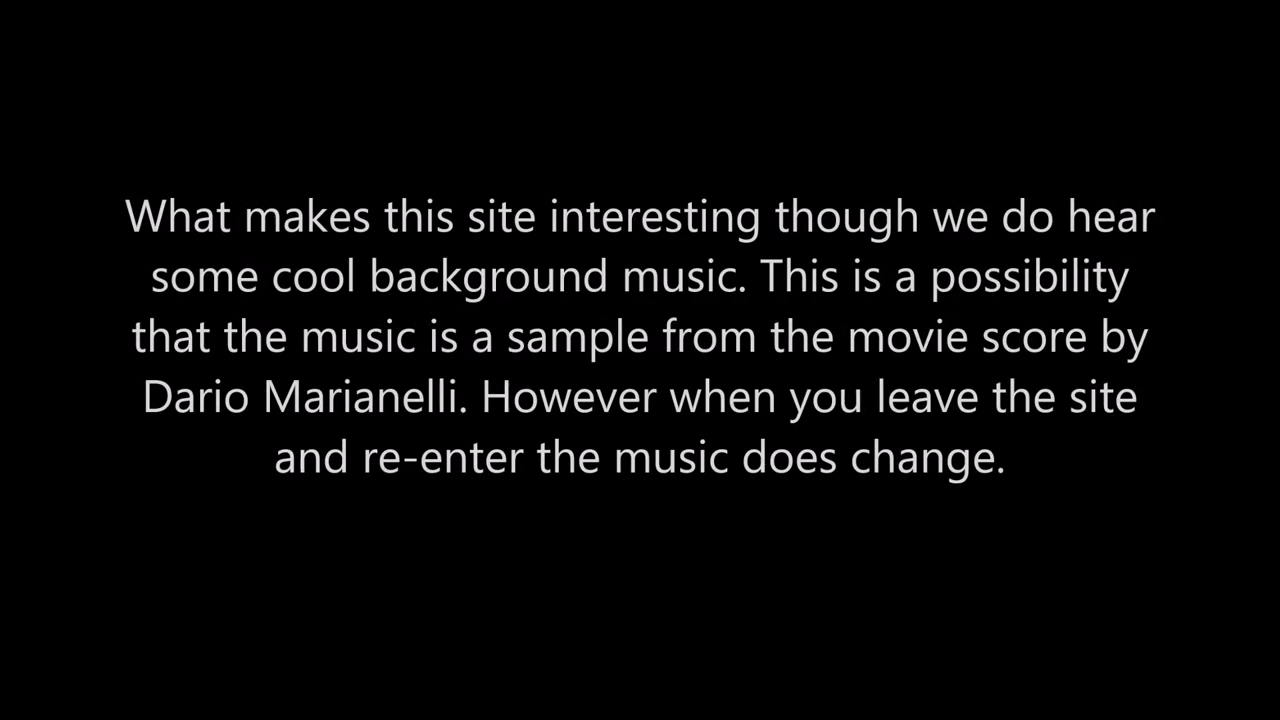 What makes this site interesting though we do hear
some cool background music. This is a possibility
that the music is a sample from the movie score by
Dario Marianelli. However when you leave the site
and re-enter the music does change.